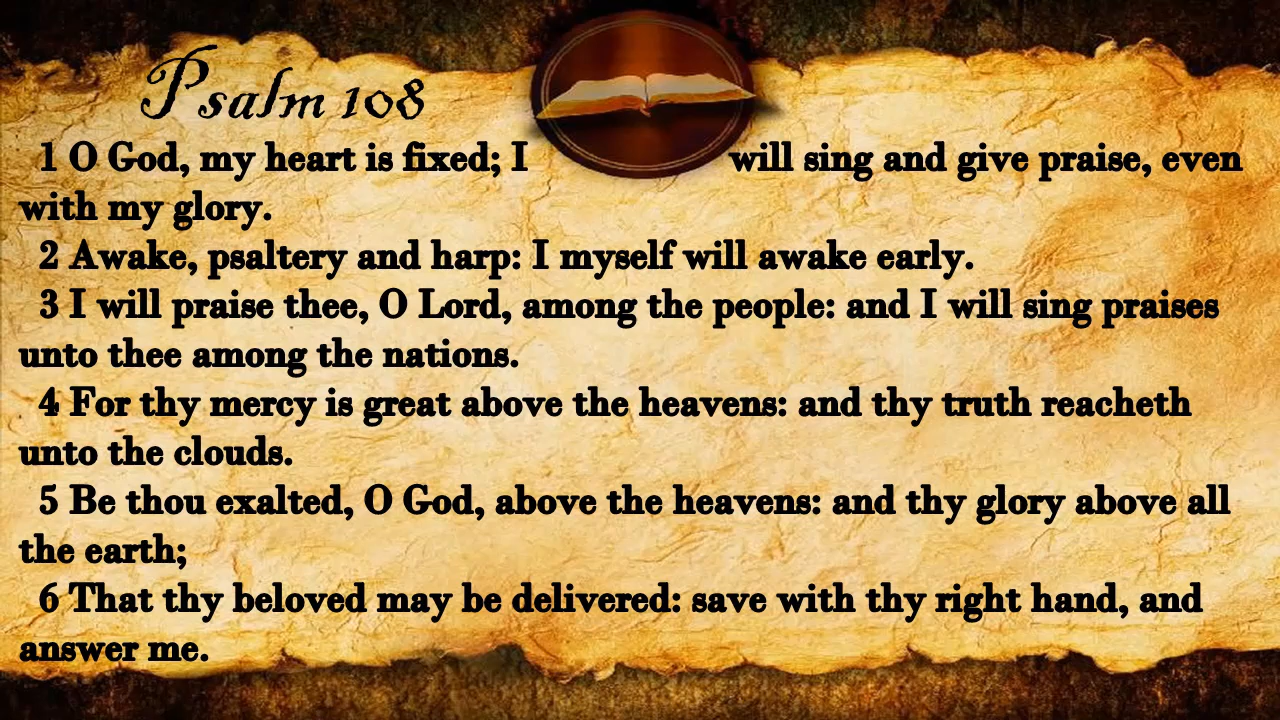 Psalm 108
1 O God, my heart is fixed; I will sing and give praise, even
with my glory.
2 Awake, psaltery and harp: I myself will awake early.
3 I will praise thee, O Lord, among the people: and I will sing praises
unto thee among the nations.
4 For thy mercy is great above the heavens: and thy truth reacheth
unto the clouds.
5 Be thou exalted, O God, above the heavens: and thy glory above all
the earth;
6 That thy beloved may be delivered: save with thy right hand, and
answer me.